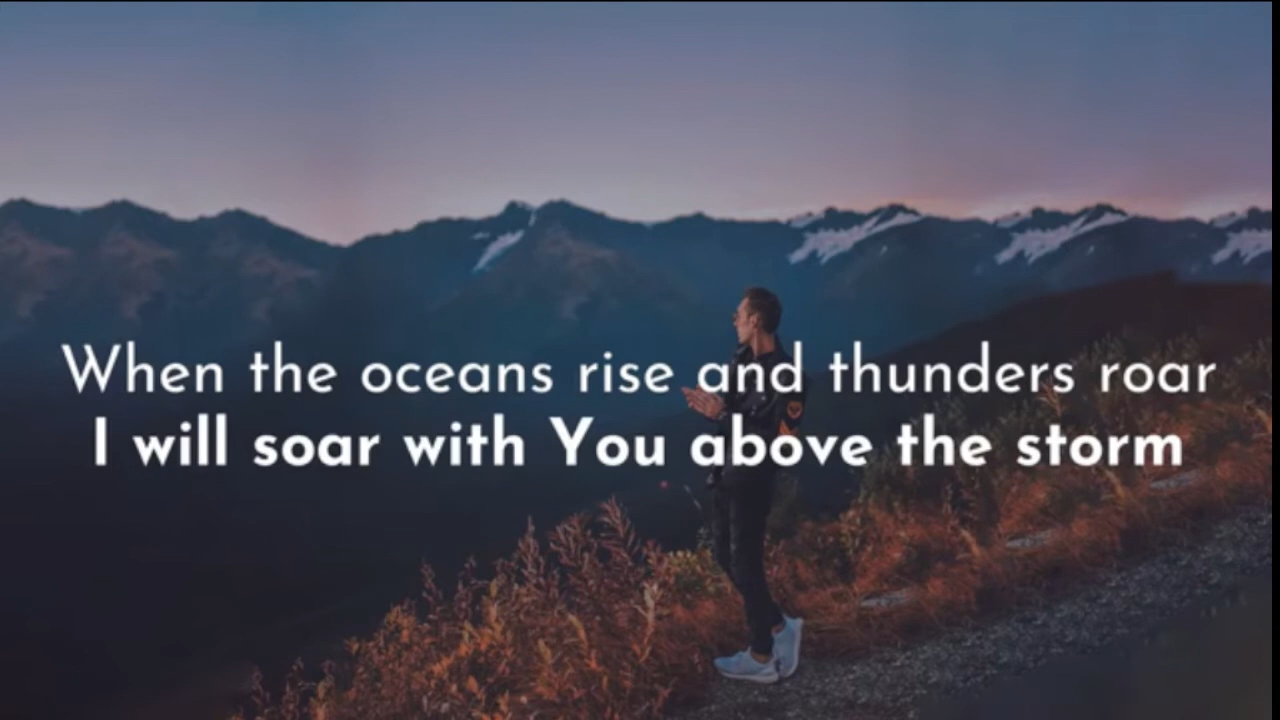 When the oceans rise and thunders roar
I will soar with You above the storm